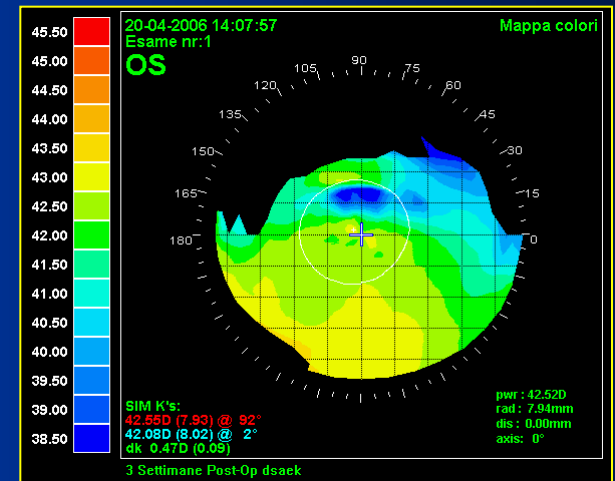 20-04-2006 14:07:57
Mappa colori
Esame nr:1
OS
45.50
45.00
44.50
44.00
43.50
43.00
42.50
42.00
41.50
41.00
40.50
40.00
39.50
39.00
38.50
90
105
75
120
60
135
45
150
30
165
15
180
0
SIM K's:
42.55D (7.93) @ 92°
42.08D (8.02) @ 2°
dk 0.47D (0.09)
pwr : 42.52D
rad : 7.94mm
dis : 0.00mm
axis: 0°
3 Settimane Post-Op dsaek